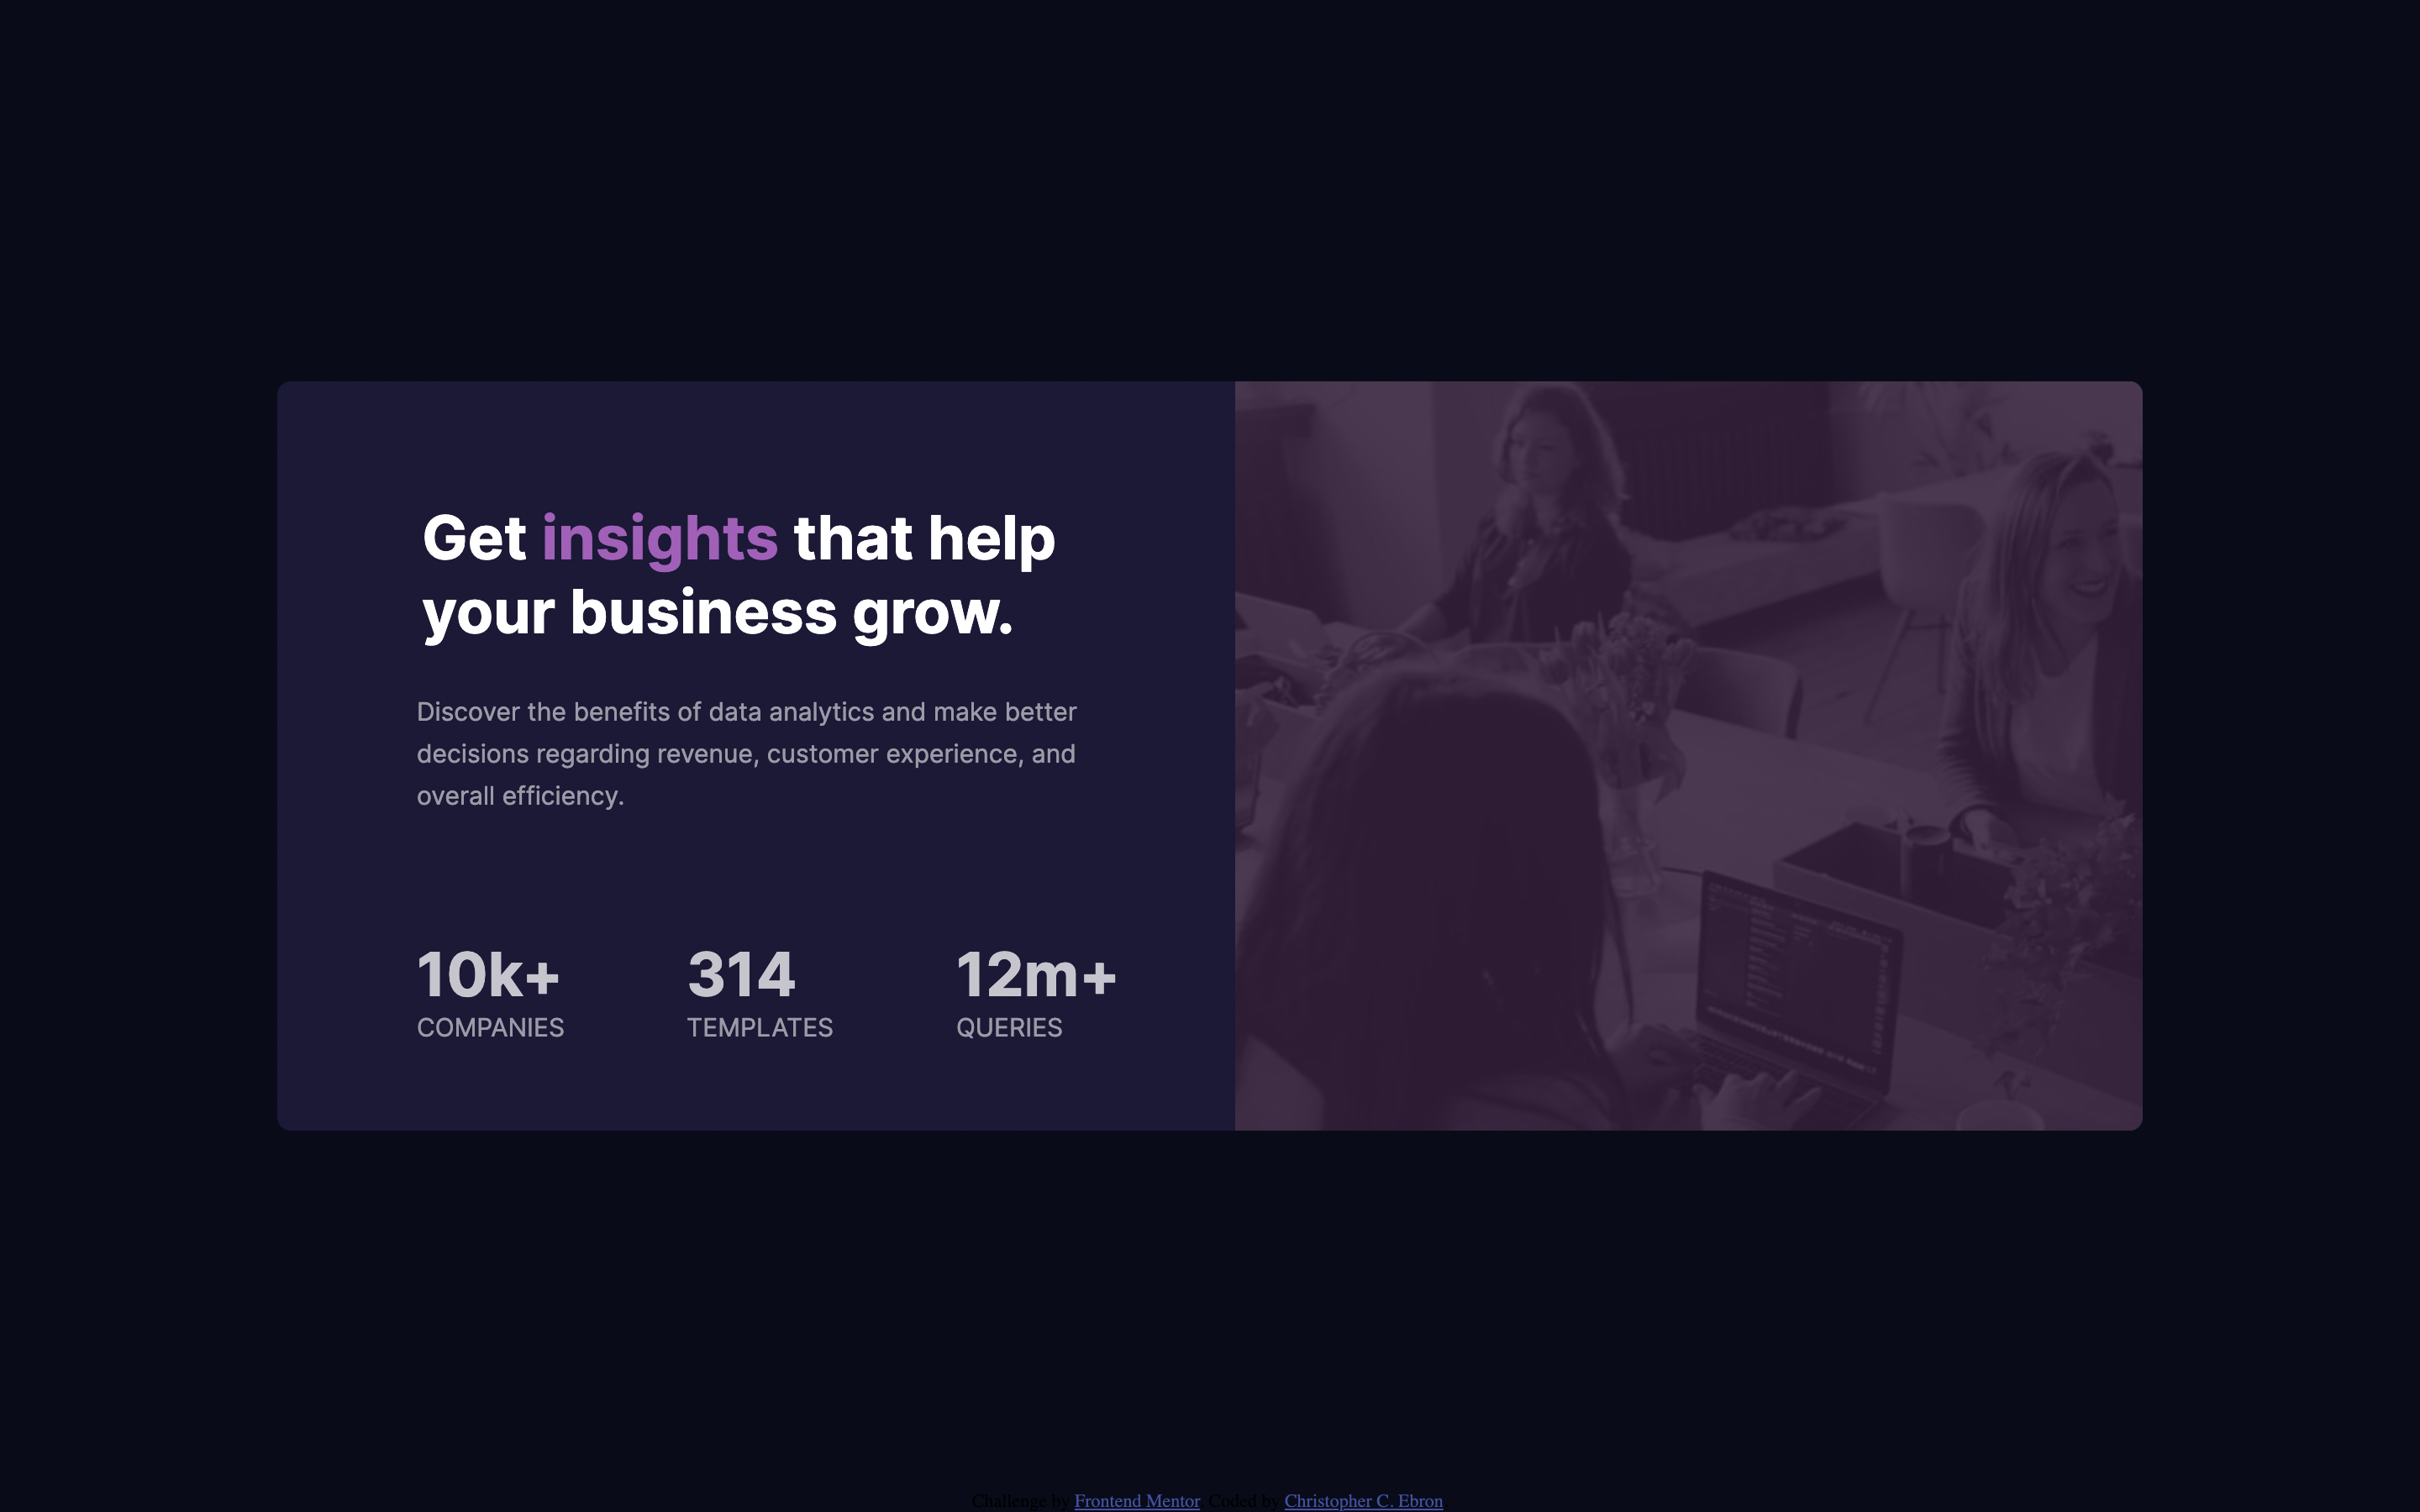 Get insights that help
your business grow.
Discover the benefits of data analytics and make better
decisions regarding revenue, customer experience, and
overall efficiency.
10k+ 314 12m+
COMPANIES TEMPLATES QUERIES
Challenge by Frontend Mentor. Coded by Christopher C. Ebron